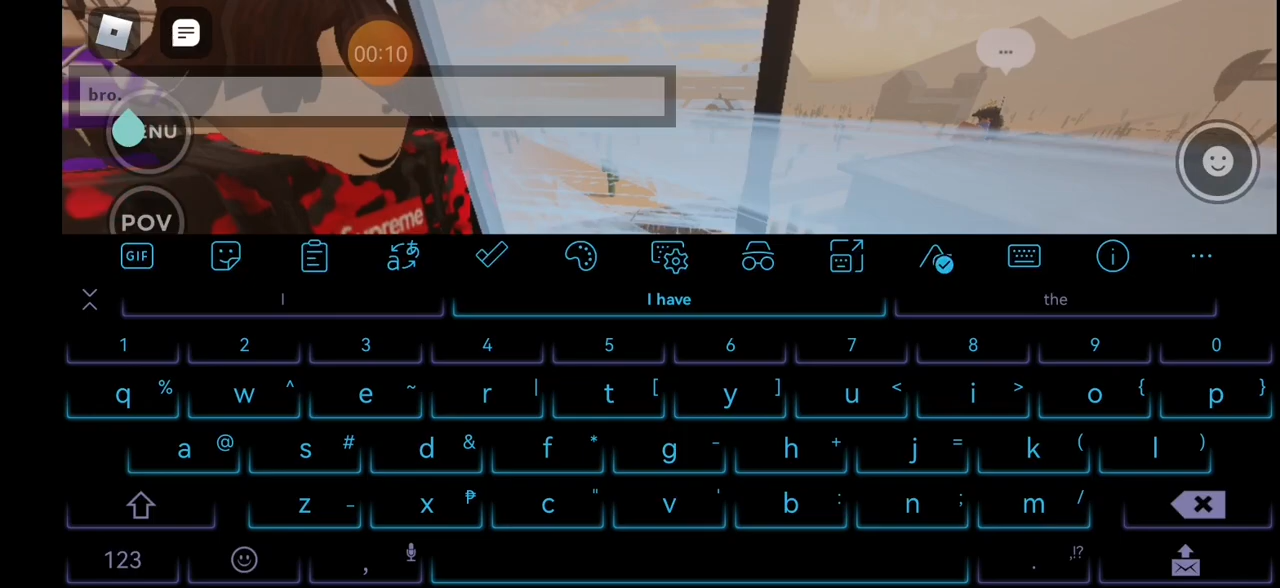 00:10
bro.
ENU
POV
Supreme
GIF
I
I have
the
1 2 3 4 5 6 7 8 9 0
q % w ^ e ~ r | t [ y ] u < i > o { p }
a @ s # d & f * g - h + j = k ( l )
z _ x ₱ c " v ' b : n ; m /
123 , . ,!?